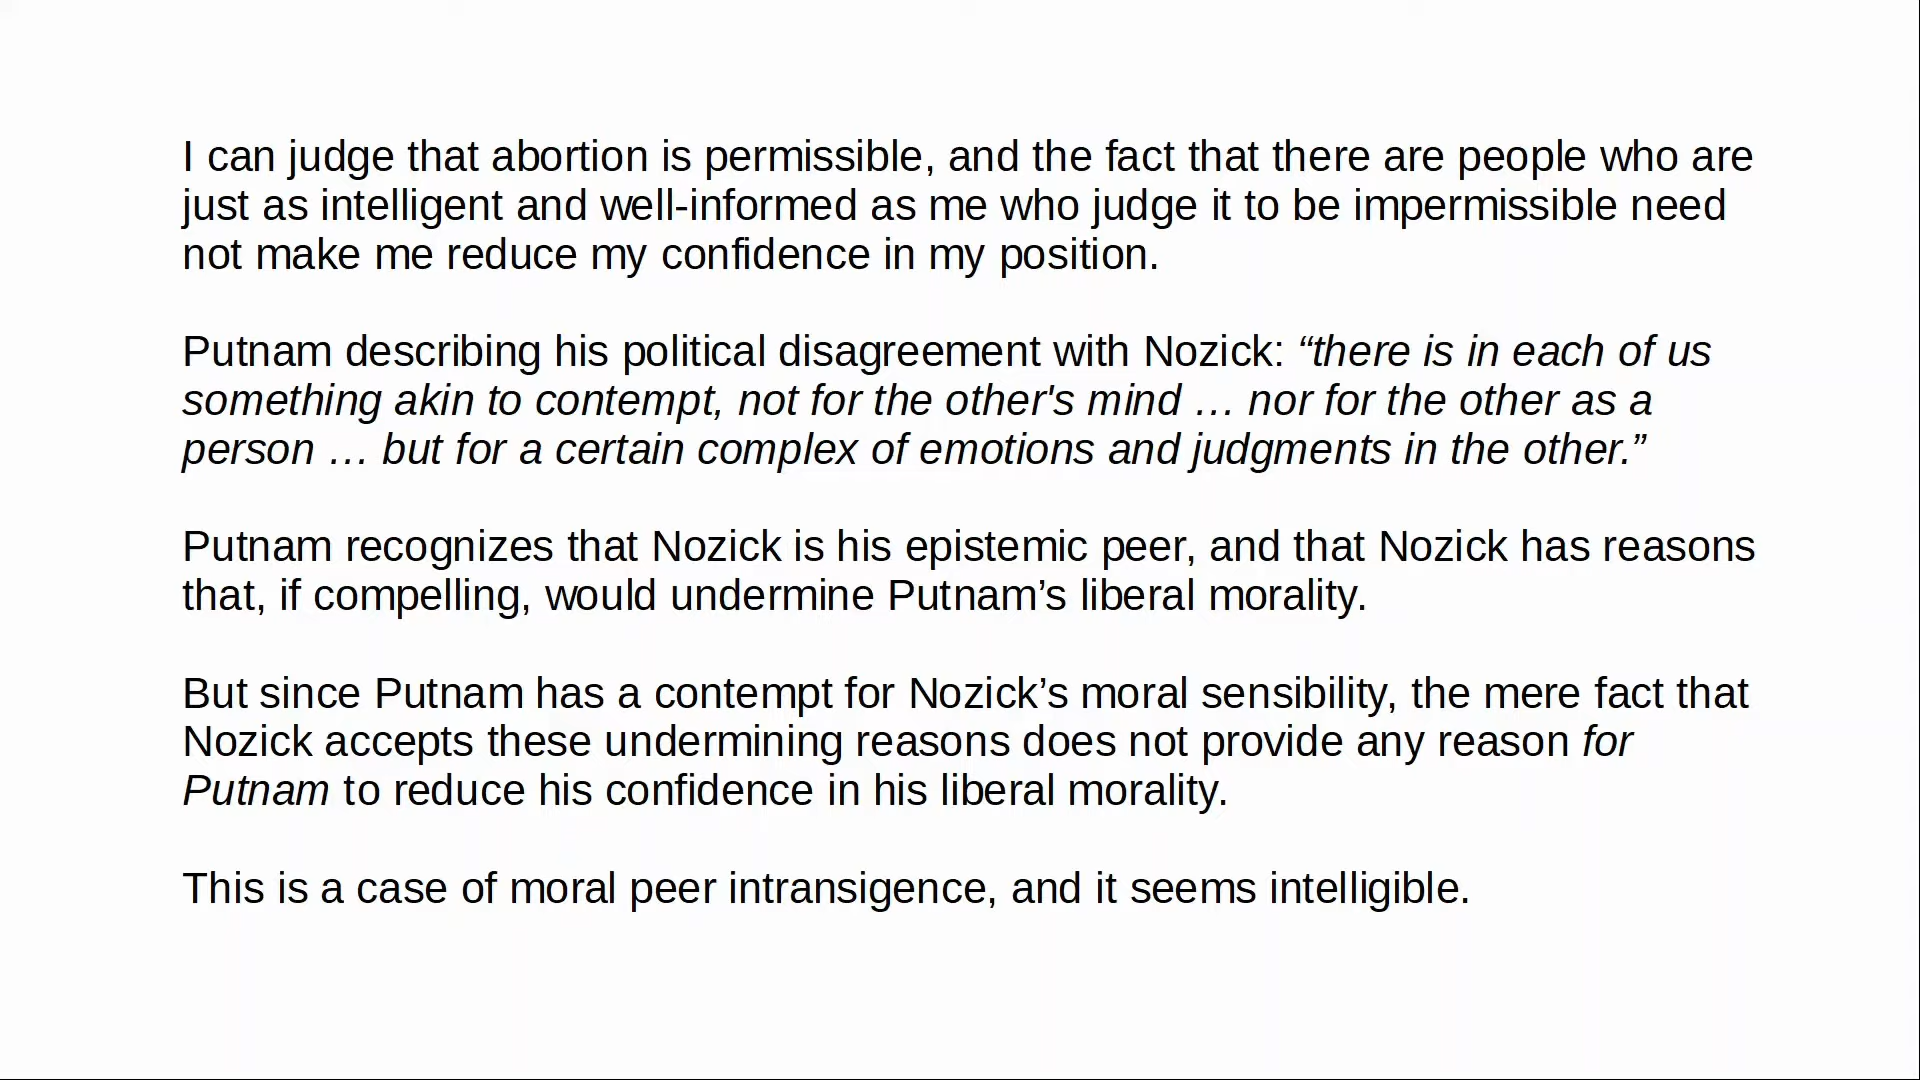 I can judge that abortion is permissible, and the fact that there are people who are
just as intelligent and well-informed as me who judge it to be impermissible need
not make me reduce my confidence in my position.
Putnam describing his political disagreement with Nozick: “there is in each of us
something akin to contempt, not for the other's mind … nor for the other as a
person … but for a certain complex of emotions and judgments in the other.”
Putnam recognizes that Nozick is his epistemic peer, and that Nozick has reasons
that, if compelling, would undermine Putnam’s liberal morality.
But since Putnam has a contempt for Nozick’s moral sensibility, the mere fact that
Nozick accepts these undermining reasons does not provide any reason for
Putnam to reduce his confidence in his liberal morality.
This is a case of moral peer intransigence, and it seems intelligible.